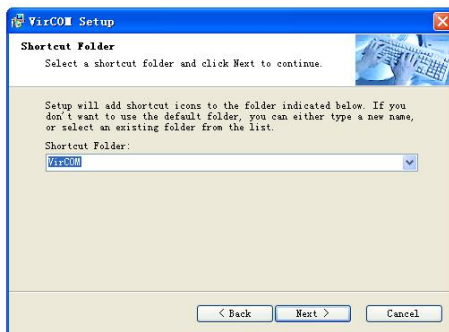 VirCOM Setup
Shortcut Folder
Select a shortcut folder and click Next to continue.
Setup will add shortcut icons to the folder indicated below. If you
don't want to use the default folder, you can either type a new name,
or select an existing folder from the list.
Shortcut Folder:
VirCOM
< Back
Next >
Cancel